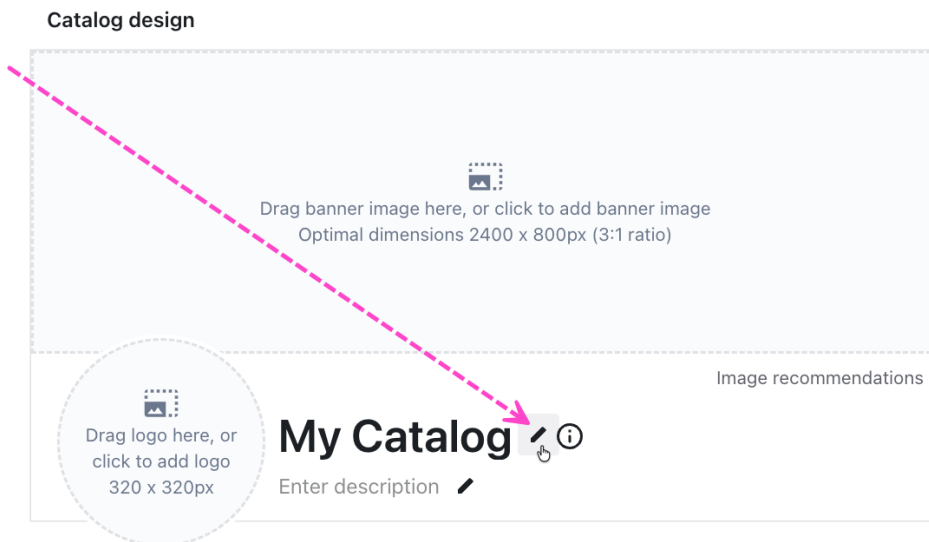 Catalog design
Drag banner image here, or click to add banner image
Optimal dimensions 2400 x 800px (3:1 ratio)
Image recommendations
Drag logo here, or
click to add logo
320 x 320px
My Catalog
Enter description